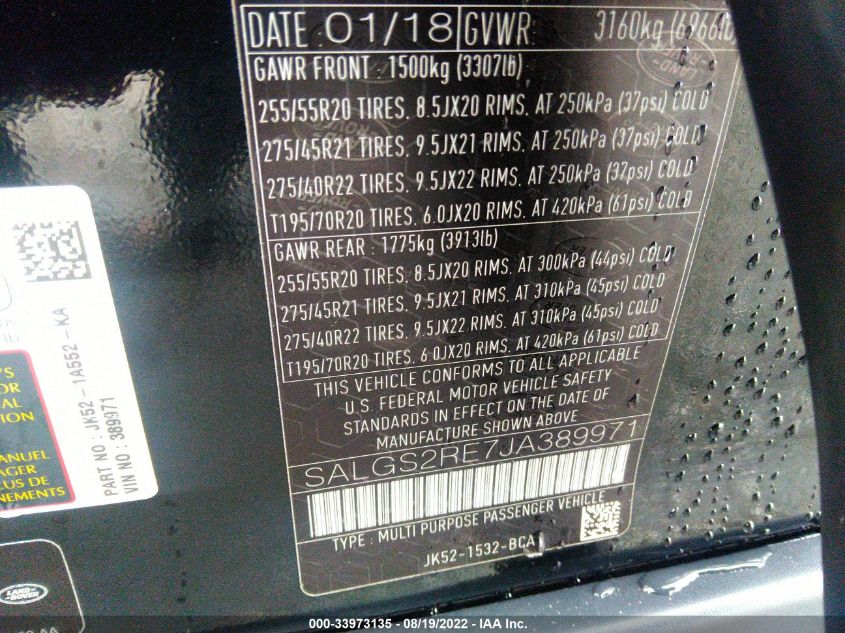 DATE: 01/18 GVWR: 3160kg (6966lb
GAWR FRONT: 1500kg (3307lb)
255/55R20 TIRES. 8.5JX20 RIMS. AT 250kPa (37psi) COLD
275/45R21 TIRES. 9.5JX21 RIMS. AT 250kPa (37psi) COLD
275/40R22 TIRES. 9.5JX22 RIMS. AT 250kPa (37psi) COLD
T195/70R20 TIRES. 6.0JX20 RIMS. AT 420kPa (61psi) COLD
GAWR REAR: 1775kg (3913lb)
255/55R20 TIRES. 8.5JX20 RIMS. AT 300kPa (44psi) COLD
275/45R21 TIRES. 9.5JX21 RIMS. AT 310kPa (45psi) COLD
275/40R22 TIRES. 9.5JX22 RIMS. AT 310kPa (45psi) COLD
T195/70R20 TIRES. 6.0JX20 RIMS. AT 420kPa (61psi) COLD
THIS VEHICLE CONFORMS TO ALL APPLICABLE
U.S. FEDERAL MOTOR VEHICLE SAFETY
STANDARDS IN EFFECT ON THE DATE OF
MANUFACTURE SHOWN ABOVE
SALGS2RE7JA389971
TYPE: MULTI PURPOSE PASSENGER VEHICLE
JK52-1532-BCA
PART NO: JK52-1A552-KA
VIN NO: 389971
LAND-ROVER
000-33973135 - 08/19/2022 - IAA Inc.